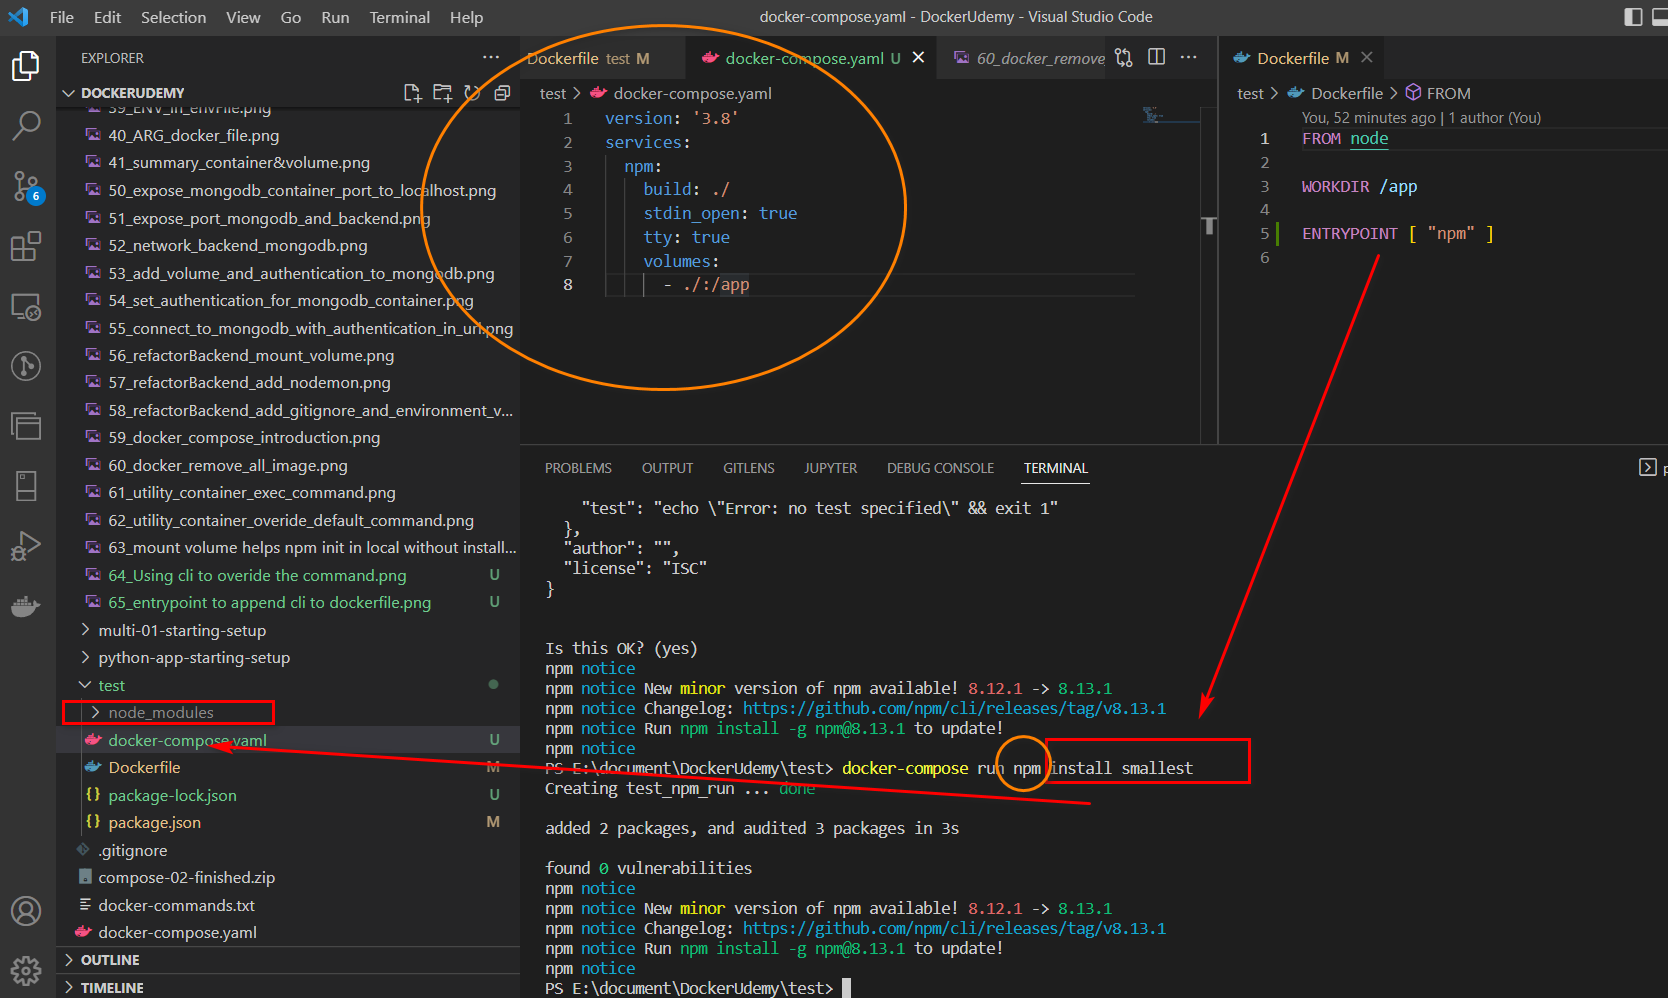 File Edit Selection View Go Run Terminal Help
docker-compose.yaml - DockerUdemy - Visual Studio Code
EXPLORER
DOCKERUDEMY
39_ENV_in_envFile.png
40_ARG_docker_file.png
41_summary_container&volume.png
50_expose_mongodb_container_port_to_localhost.png
51_expose_port_mongodb_and_backend.png
52_network_backend_mongodb.png
53_add_volume_and_authentication_to_mongodb.png
54_set_authentication_for_mongodb_container.png
55_connect_to_mongodb_with_authentication_in_url.png
56_refactorBackend_mount_volume.png
57_refactorBackend_add_nodemon.png
58_refactorBackend_add_gitignore_and_environment_v...
59_docker_compose_introduction.png
60_docker_remove_all_image.png
61_utility_container_exec_command.png
62_utility_container_overide_default_command.png
63_mount volume helps npm init in local without install...
64_Using cli to overide the command.png U
65_entrypoint to append cli to dockerfile.png U
multi-01-starting-setup
python-app-starting-setup
test
node_modules
docker-compose.yaml U
Dockerfile M
package-lock.json U
package.json M
.gitignore
compose-02-finished.zip
docker-commands.txt
docker-compose.yaml
OUTLINE
TIMELINE
6
Dockerfile test M
docker-compose.yaml U
60_docker_remove
test > docker-compose.yaml
1 version: '3.8'
2 services:
3 npm:
4 build: ./
5 stdin_open: true
6 tty: true
7 volumes:
8 - ./:/app
Dockerfile M
test > Dockerfile > FROM
You, 52 minutes ago | 1 author (You)
1 FROM node
2
3 WORKDIR /app
4
5 ENTRYPOINT [ "npm" ]
6
PROBLEMS OUTPUT GITLENS JUPYTER DEBUG CONSOLE TERMINAL
"test": "echo \"Error: no test specified\" && exit 1"
},
"author": "",
"license": "ISC"
}
Is this OK? (yes)
npm notice
npm notice New minor version of npm available! 8.12.1 -> 8.13.1
npm notice Changelog: https://github.com/npm/cli/releases/tag/v8.13.1
npm notice Run npm install -g npm@8.13.1 to update!
npm notice
PS E:\document\DockerUdemy\test> docker-compose run npm install smallest
Creating test_npm_run ... done
added 2 packages, and audited 3 packages in 3s
found 0 vulnerabilities
npm notice
npm notice New minor version of npm available! 8.12.1 -> 8.13.1
npm notice Changelog: https://github.com/npm/cli/releases/tag/v8.13.1
npm notice Run npm install -g npm@8.13.1 to update!
npm notice
PS E:\document\DockerUdemy\test>